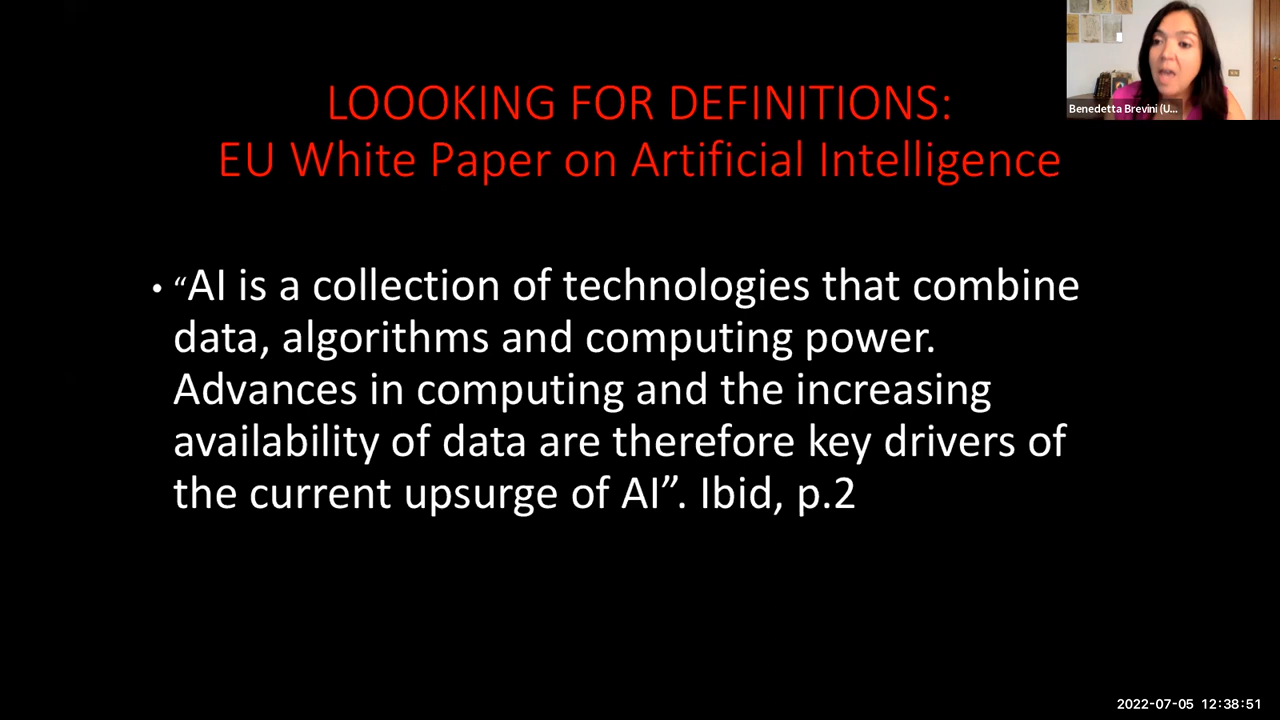 LOOOKING FOR DEFINITIONS:
EU White Paper on Artificial Intelligence
Benedetta Brevini (U...
• “AI is a collection of technologies that combine
data, algorithms and computing power.
Advances in computing and the increasing
availability of data are therefore key drivers of
the current upsurge of AI”. Ibid, p.2
2022-07-05 12:38:51